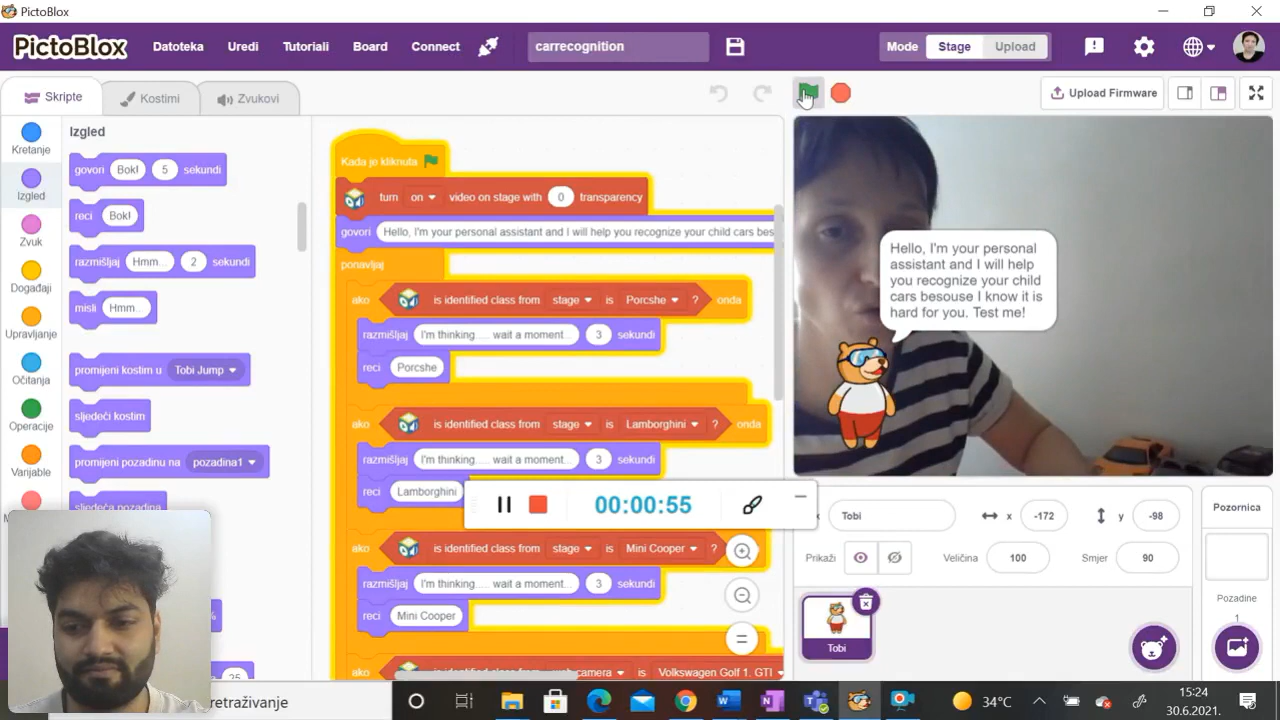 PictoBlox
PictoBlox Datoteka Uredi Tutoriali Board Connect carrecognition Mode Stage Upload
Skripte Kostimi Zvukovi Upload Firmware
Kretanje
Izgled
Zvuk
Događaji
Upravljanje
Očitanja
Operacije
Varijable
Izgled
govori Bok! 5 sekundi
reci Bok!
razmišljaj Hmm... 2 sekundi
misli Hmm...
promijeni kostim u Tobi Jump
sljedeći kostim
promijeni pozadinu na pozadina1
sljedeća pozadina
Kada je kliknuta
turn on video on stage with 0 transparency
govori Hello, I'm your personal assistant and I will help you recognize your child cars bes
ponavljaj
ako is identified class from stage is Porcshe ? onda
razmišljaj I'm thinking..... wait a moment... 3 sekundi
reci Porcshe
ako is identified class from stage is Lamborghini ? onda
razmišljaj I'm thinking..... wait a moment... 3 sekundi
reci Lamborghini
ako is identified class from stage is Mini Cooper ?
razmišljaj I'm thinking..... wait a moment... 3 sekundi
reci Mini Cooper
ako is Volkswagen Golf 1. GTI
00:00:55
Hello, I'm your personal
assistant and I will help
you recognize your child
cars besouse I know it is
hard for you. Test me!
Tobi x -172 y -98
Prikaži Veličina 100 Smjer 90
Tobi
Pozornica
Pozadine
1
retraživanje
34°C
15:24
30.6.2021.